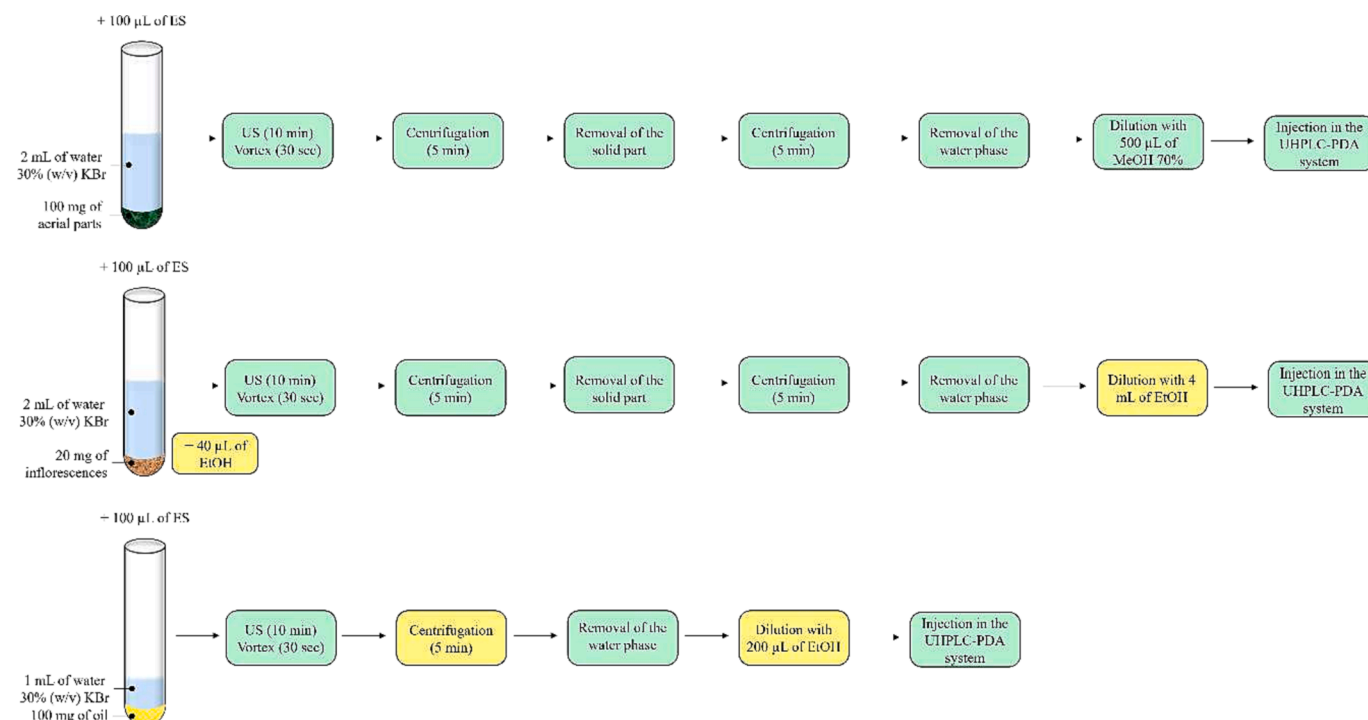 + 100 µL of ES
2 mL of water
30% (w/v) KBr
100 mg of
aerial parts
US (10 min)
Vortex (30 sec)
Centrifugation
(5 min)
Removal of the
solid part
Centrifugation
(5 min)
Removal of the
water phase
Dilution with
500 µL of
MeOH 70%
Injection in the
UHPLC-PDA
system
+ 100 µL of ES
2 mL of water
30% (w/v) KBr
20 mg of
inflorescences
+ 40 µL of
EtOH
US (10 min)
Vortex (30 sec)
Centrifugation
(5 min)
Removal of the
solid part
Centrifugation
(5 min)
Removal of the
water phase
Dilution with 4
mL of EtOH
Injection in the
UHPLC-PDA
system
+ 100 µL of ES
1 mL of water
30% (w/v) KBr
100 mg of oil
US (10 min)
Vortex (30 sec)
Centrifugation
(5 min)
Removal of the
water phase
Dilution with
200 µL of EtOH
Injection in the
UHPLC-PDA
system